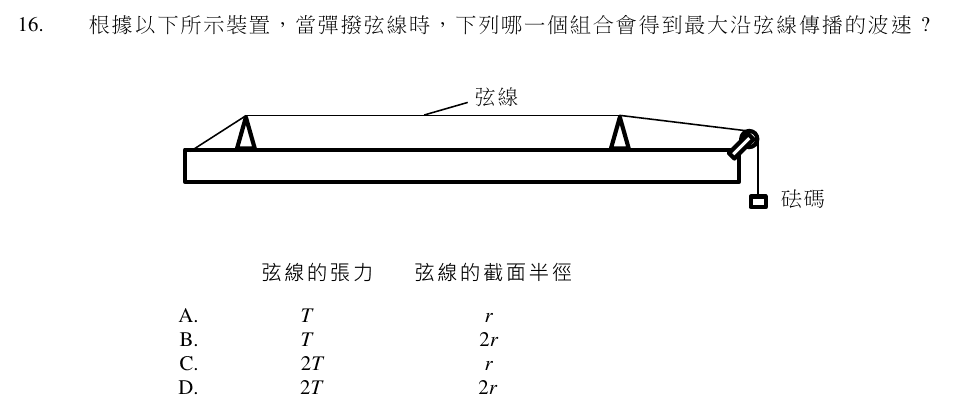 16. 根據以下所示裝置，當彈撥弦線時，下列哪一個組合會得到最大沿弦線傳播的波速？
弦線
砝碼
弦線的張力 弦線的截面半徑
A. T r
B. T 2r
C. 2T r
D. 2T 2r